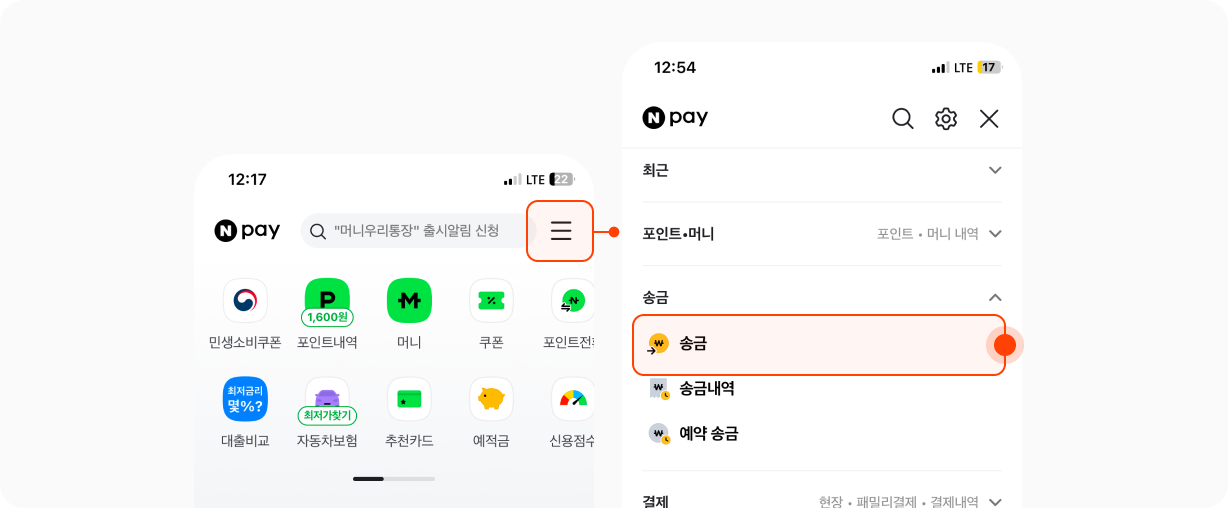 12:17
LTE 22
N pay
"머니우리통장" 출시알림 신청
P
M
1,600원
민생소비쿠폰
포인트내역
머니
쿠폰
포인트전환
최저금리
몇%?
최저가찾기
대출비교
자동차보험
추천카드
예적금
신용점수
12:54
LTE 17
N pay
최근
포인트•머니
포인트 • 머니 내역
송금
송금
송금내역
예약 송금
결제
현장 • 패밀리결제 • 결제내역